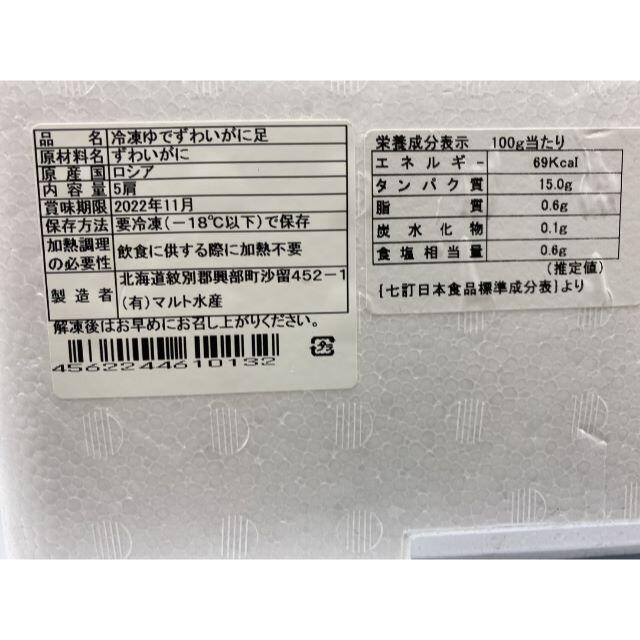 品名 冷凍ゆでずわいがに足
原材料名 ずわいがに
原産国 ロシア
内容量 5肩
賞味期限 2022年11月
保存方法 要冷凍(-18℃以下)で保存
加熱調理の必要性 飲食に供する際に加熱不要
製造者 北海道紋別郡興部町沙留452-1
(有)マルト水産
解凍後はお早めにお召し上がりください。
4562244610132
プラ
栄養成分表示 100g当たり
エネルギー 69Kcal
タンパク質 15.0g
脂質 0.6g
炭水化物 0.1g
食塩相当量 0.6g
(推定値)
{七訂日本食品標準成分表}より